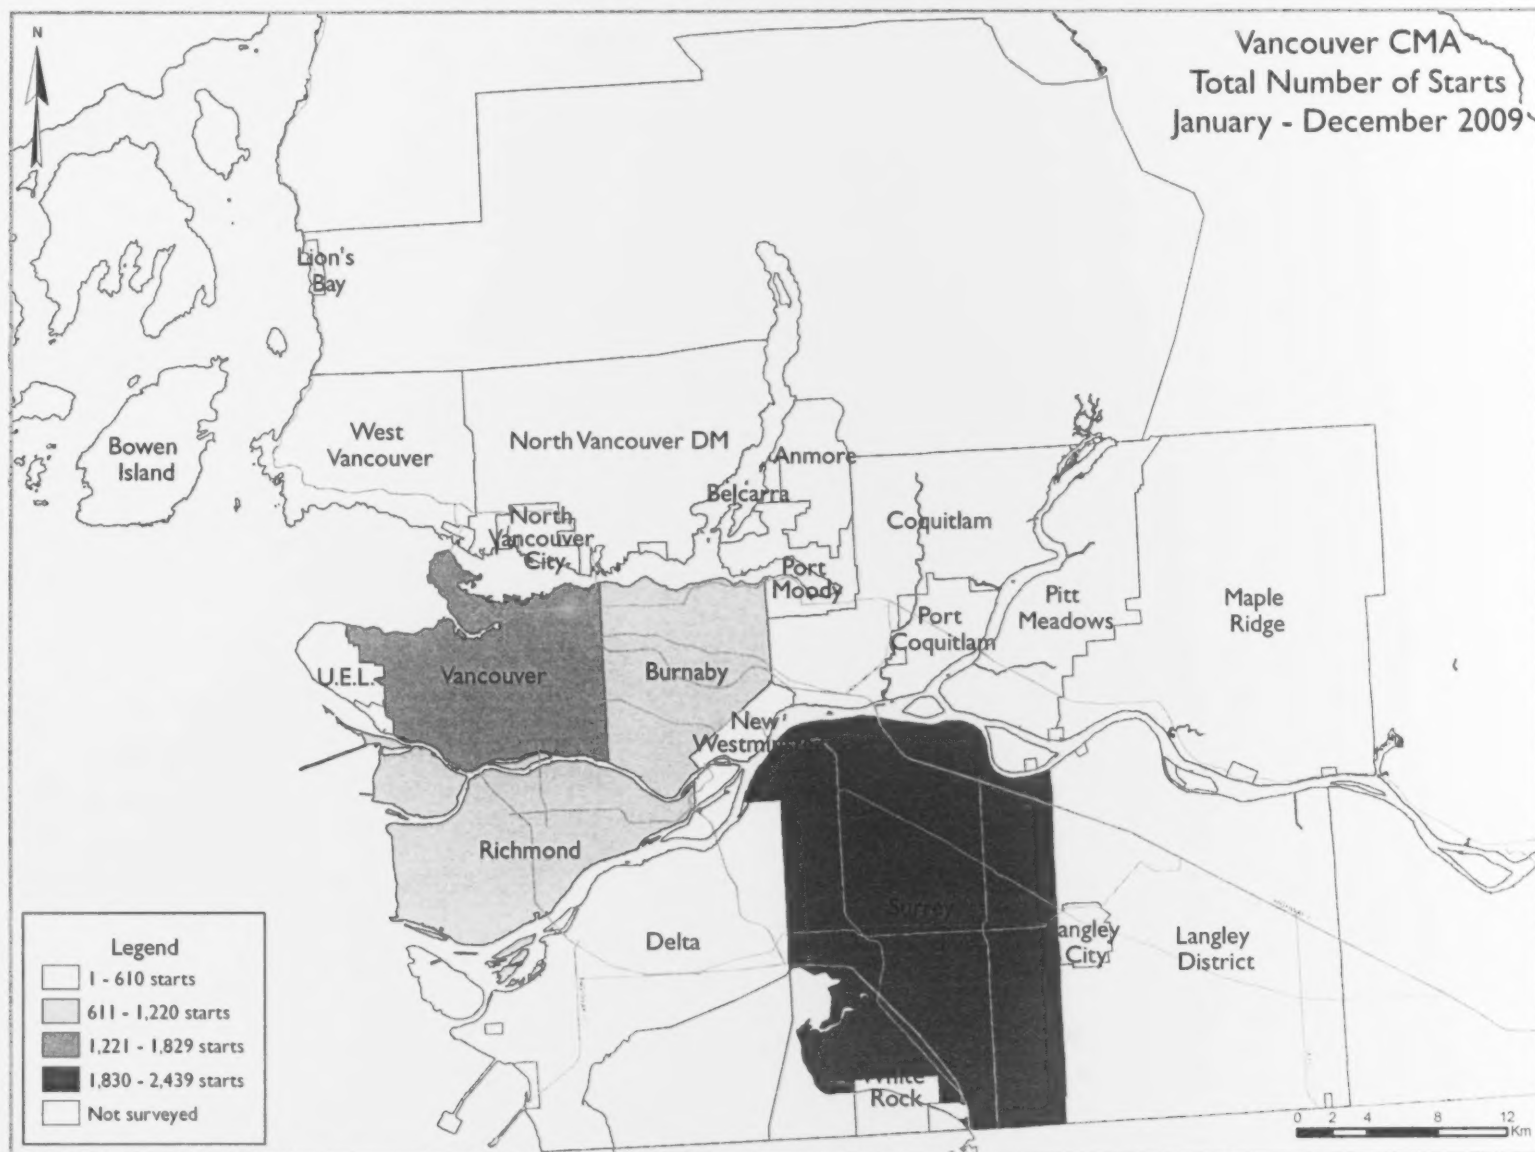 Vancouver CMA
Total Number of Starts
January - December 2009
N
Lion's
Bay
Bowen
Island
West
Vancouver
North Vancouver DM
Anmore
Belcarra
North
Vancouver
City
Coquitlam
Port
Moody
Port
Coquitlam
Pitt
Meadows
Maple
Ridge
U.E.L.
Vancouver
Burnaby
New
Westminster
Richmond
Surrey
Delta
Langley
City
Langley
District
White
Rock
Legend
1 - 610 starts
611 - 1,220 starts
1,221 - 1,829 starts
1,830 - 2,439 starts
Not surveyed
0 2 4 8 12
Km